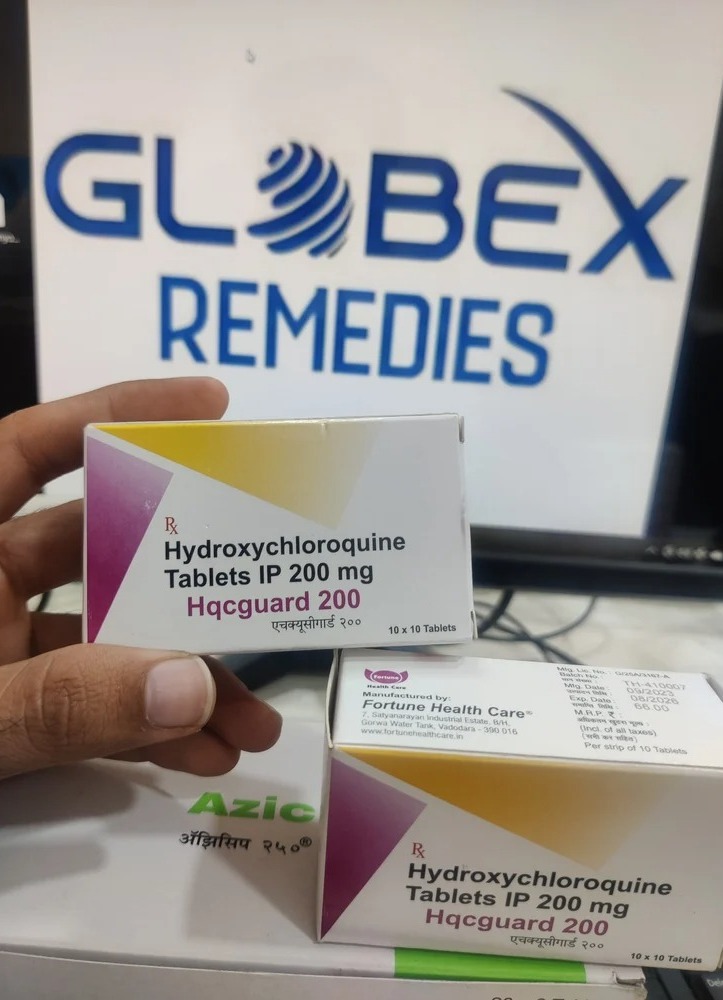 GLOBEX
REMEDIES
Rx
Hydroxychloroquine
Tablets IP 200 mg
Hqcguard 200
एचक्यूसीगार्ड २००
10 x 10 Tablets
Fortune
Health Care
Manufactured by:
Fortune Health Care®
7, Satyanarayan Industrial Estate, B/H,
Gorwa Water Tank, Vadodara - 390 016
www.fortunehealthcare.in
Mfg. Lic. No. :
Batch No. : TH-410007
Mfg. Date : 09/2023
Exp. Date : 08/2026
M.R.P. ₹ : 66.00
(Incl. of all taxes)
Per strip of 10 Tablets
Rx
Hydroxychloroquine
Tablets IP 200 mg
Hqcguard 200
एचक्यूसीगार्ड २००
10 x 10 Tablets
Azic
ॲझिसिप २५०®